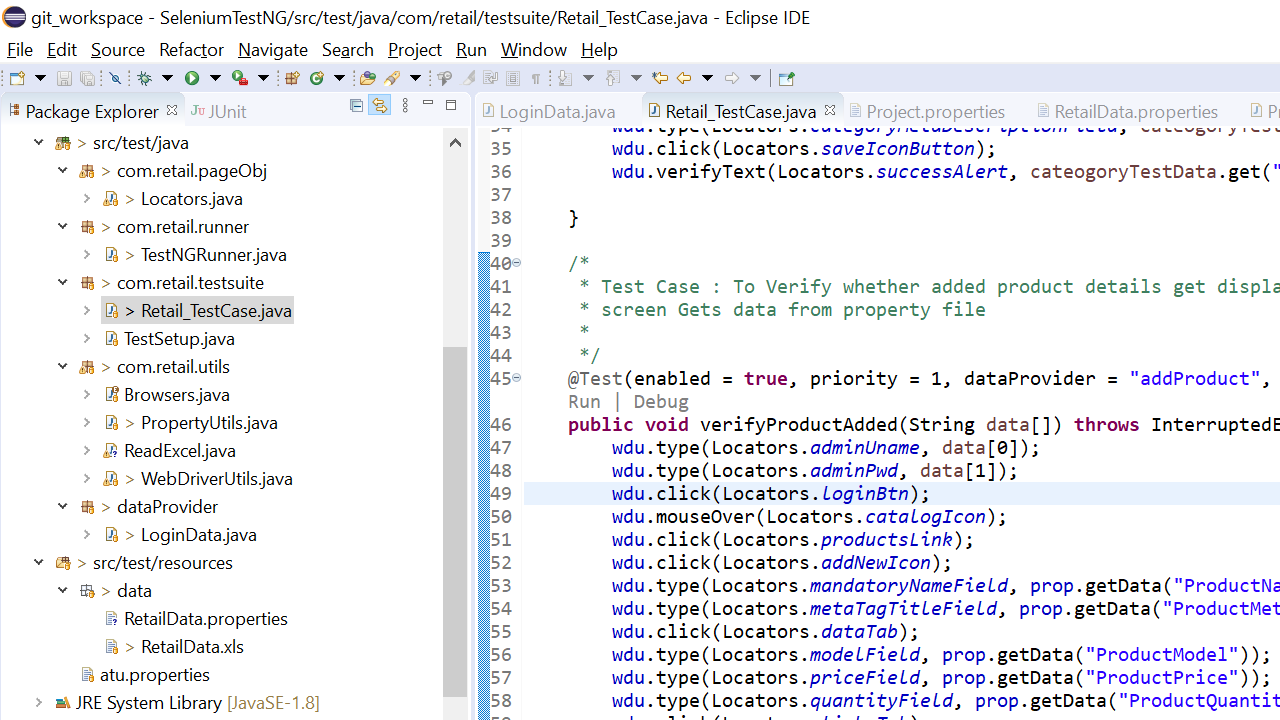 git_workspace - SeleniumTestNG/src/test/java/com/retail/testsuite/Retail_TestCase.java - Eclipse IDE
File Edit Source Refactor Navigate Search Project Run Window Help
Package Explorer JUnit
> src/test/java
> com.retail.pageObj
> Locators.java
> com.retail.runner
> TestNGRunner.java
> com.retail.testsuite
> Retail_TestCase.java
TestSetup.java
> com.retail.utils
Browsers.java
> PropertyUtils.java
ReadExcel.java
> WebDriverUtils.java
> dataProvider
> LoginData.java
> src/test/resources
> data
RetailData.properties
> RetailData.xls
atu.properties
JRE System Library [JavaSE-1.8]
LoginData.java Retail_TestCase.java Project.properties RetailData.properties
34 wdu.type(Locators.categoryMetaDescriptionField,
35 wdu.click(Locators.saveIconButton);
36 wdu.verifyText(Locators.successAlert, cateogoryTestData.get("
37
38 }
39
40 /*
41 * Test Case : To Verify whether added product details get displa
42 * screen Gets data from property file
43 *
44 */
45 @Test(enabled = true, priority = 1, dataProvider = "addProduct",
Run | Debug
46 public void verifyProductAdded(String data[]) throws InterruptedE
47 wdu.type(Locators.adminUname, data[0]);
48 wdu.type(Locators.adminPwd, data[1]);
49 wdu.click(Locators.loginBtn);
50 wdu.mouseOver(Locators.catalogIcon);
51 wdu.click(Locators.productsLink);
52 wdu.click(Locators.addNewIcon);
53 wdu.type(Locators.mandatoryNameField, prop.getData("ProductNa
54 wdu.type(Locators.metaTagTitleField, prop.getData("ProductMet
55 wdu.click(Locators.dataTab);
56 wdu.type(Locators.modelField, prop.getData("ProductModel"));
57 wdu.type(Locators.priceField, prop.getData("ProductPrice"));
58 wdu.type(Locators.quantityField, prop.getData("ProductQuantit